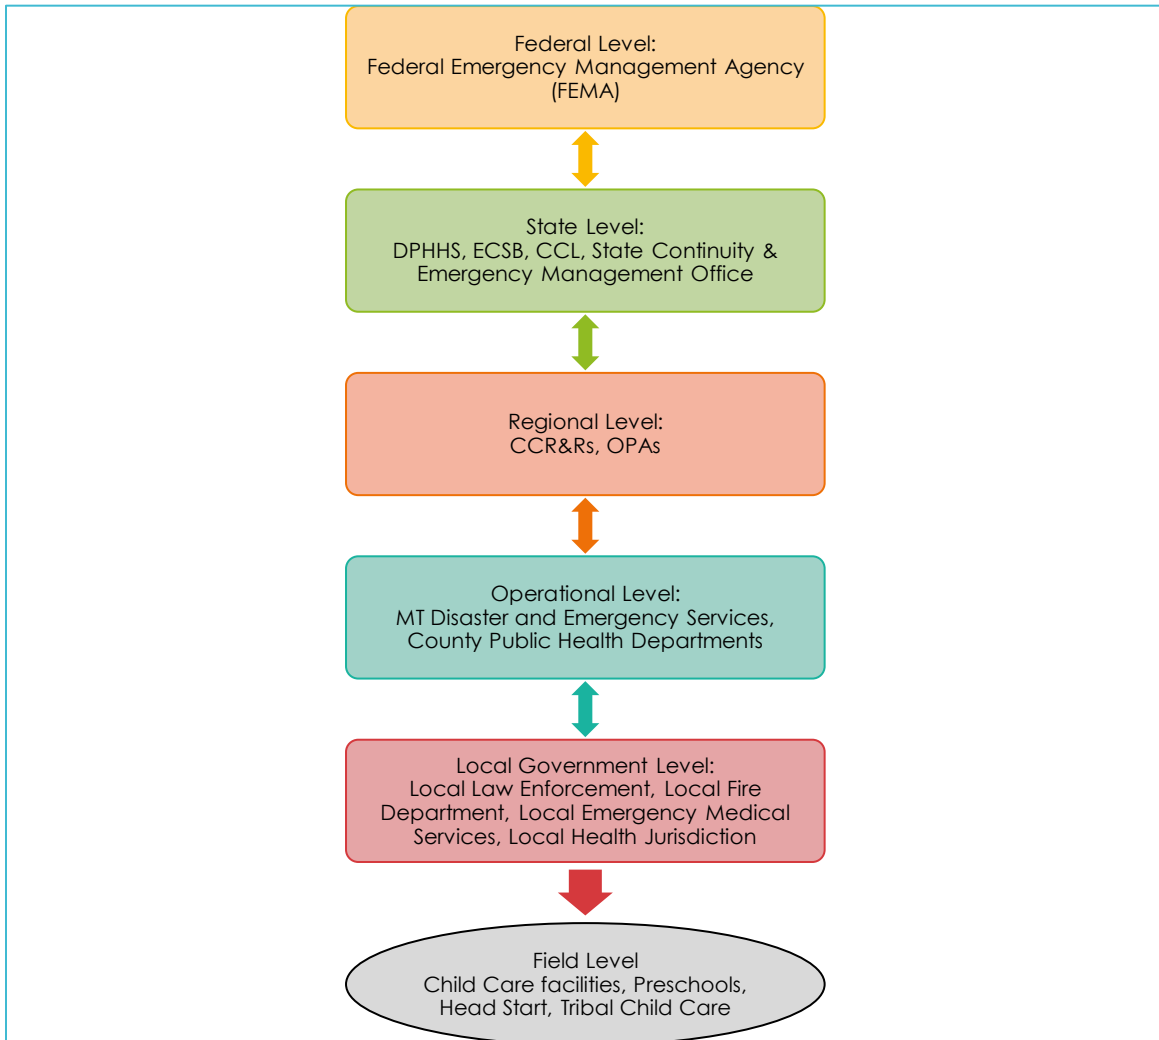 Federal Level:
Federal Emergency Management Agency
(FEMA)
State Level:
DPHHS, ECSB, CCL, State Continuity &
Emergency Management Office
Regional Level:
CCR&Rs, OPAs
Operational Level:
MT Disaster and Emergency Services,
County Public Health Departments
Local Government Level:
Local Law Enforcement, Local Fire
Department, Local Emergency Medical
Services, Local Health Jurisdiction
Field Level
Child Care facilities, Preschools,
Head Start, Tribal Child Care